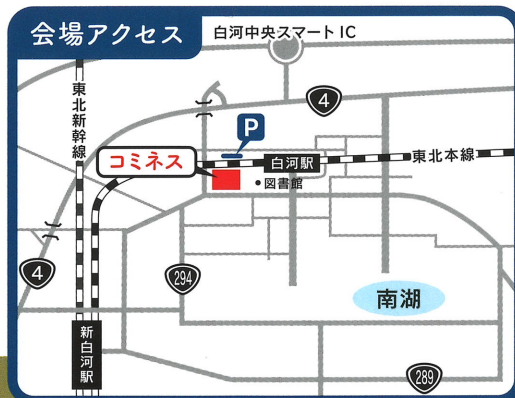 会場アクセス
白河中央スマートIC
4
東北新幹線
P
コミネス
白河駅
東北本線
・図書館
4
294
南湖
新白河駅
289